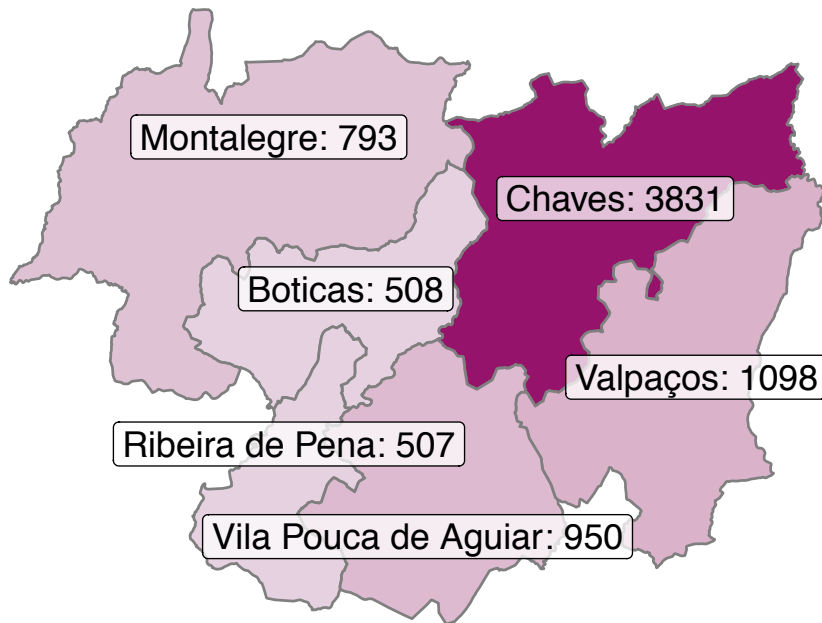 Montalegre: 793
Chaves: 3831
Boticas: 508
Valpaços: 1098
Ribeira de Pena: 507
Vila Pouca de Aguiar: 950